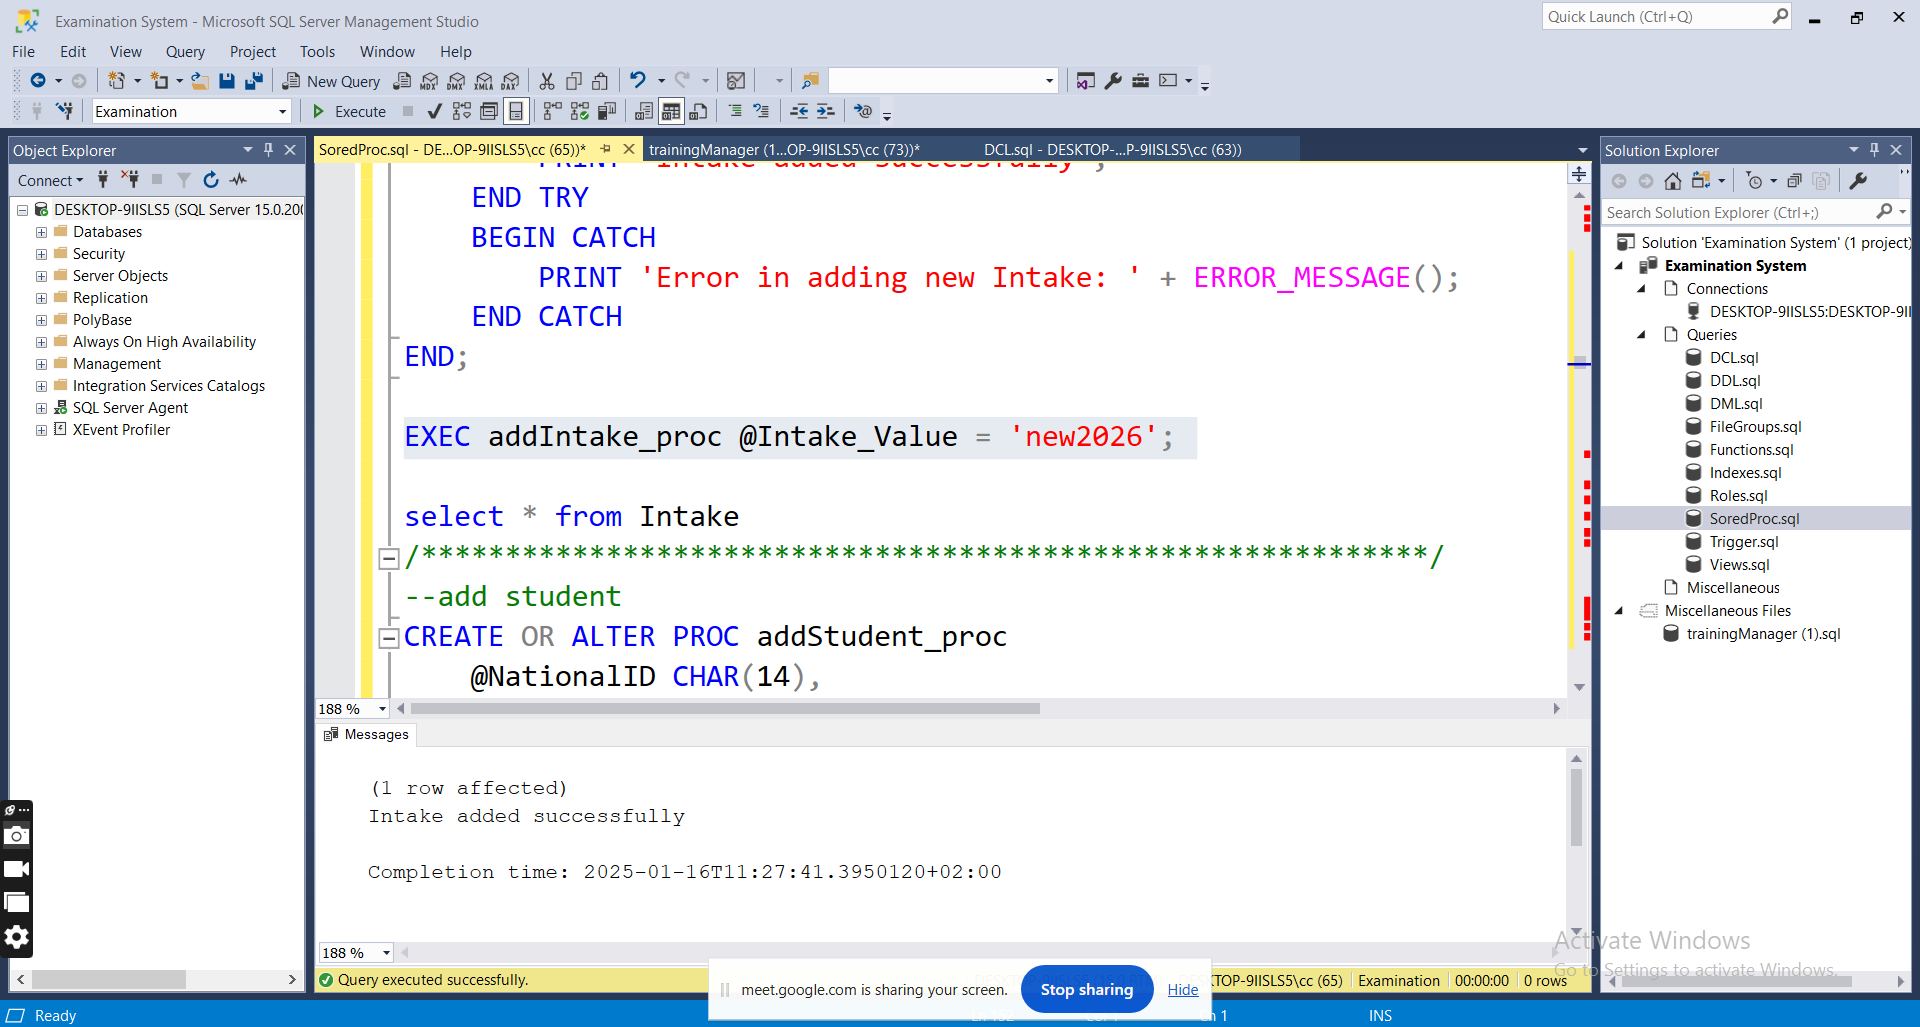 Examination System - Microsoft SQL Server Management Studio
Quick Launch (Ctrl+Q)
File Edit View Query Project Tools Window Help
New Query
MDX DMX XMLA DAX
Examination
Execute
Object Explorer
Connect
DESKTOP-9IISLS5 (SQL Server 15.0.200
Databases
Security
Server Objects
Replication
PolyBase
Always On High Availability
Management
Integration Services Catalogs
SQL Server Agent
XEvent Profiler
SoredProc.sql - DE...OP-9IISLS5\cc (65))*
trainingManager (1...OP-9IISLS5\cc (73))*
DCL.sql - DESKTOP-...P-9IISLS5\cc (63))
PRINT 'Intake added successfully';
END TRY
BEGIN CATCH
PRINT 'Error in adding new Intake: ' + ERROR_MESSAGE();
END CATCH
END;
EXEC addIntake_proc @Intake_Value = 'new2026';
select * from Intake
/************************************************************/
--add student
CREATE OR ALTER PROC addStudent_proc
@NationalID CHAR(14),
188 %
Messages
(1 row affected)
Intake added successfully
Completion time: 2025-01-16T11:27:41.3950120+02:00
188 %
Query executed successfully.
TOP-9IISLS5\cc (65) Examination 00:00:00 0 rows
meet.google.com is sharing your screen. Stop sharing Hide
Ready
INS
Solution Explorer
Search Solution Explorer (Ctrl+;)
Solution 'Examination System' (1 project)
Examination System
Connections
DESKTOP-9IISLS5:DESKTOP-9II
Queries
DCL.sql
DDL.sql
DML.sql
FileGroups.sql
Functions.sql
Indexes.sql
Roles.sql
SoredProc.sql
Trigger.sql
Views.sql
Miscellaneous
Miscellaneous Files
trainingManager (1).sql
Activate Windows
Go to Settings to activate Windows.